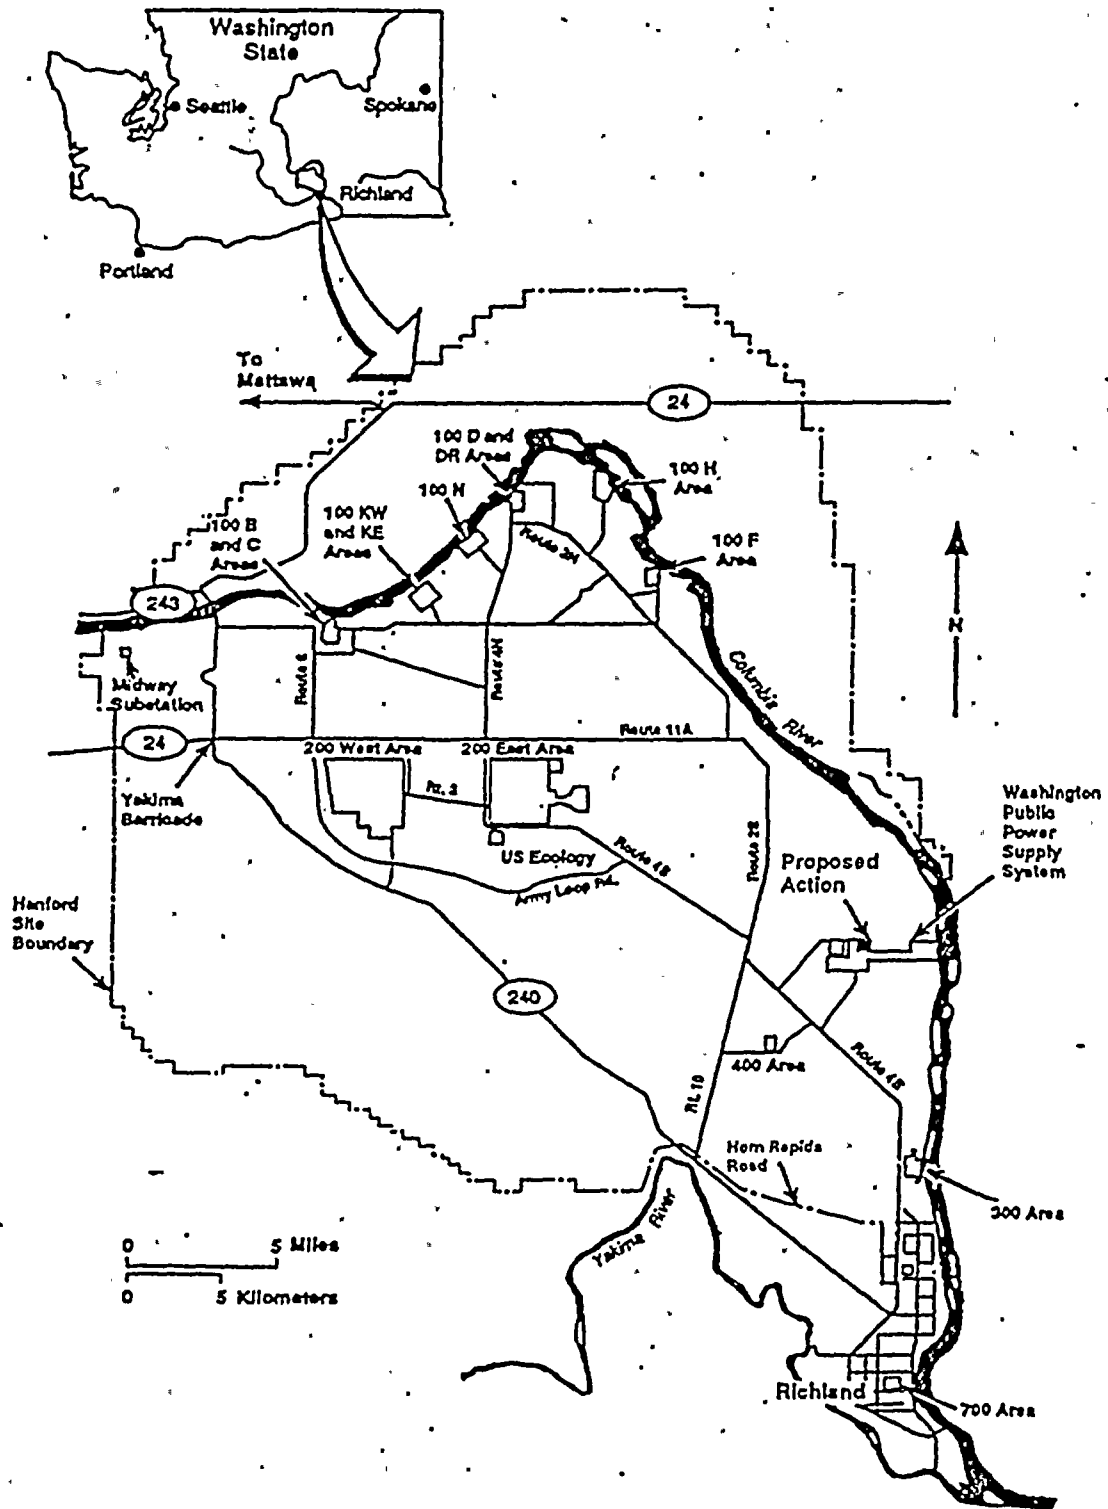 Washington
State
Seattle
Spokane
Richland
Portland
To
Mattawa
24
100 D and
DR Areas
100 H
Area
100 N
100 KW
and KE
Areas
100 B
and C
Areas
100 F
Area
Route 2N
243
N
Midway
Substation
Route 6
Route 4N
Columbia River
Route 11A
24
200 West Area
200 East Area
Yakima
Barricade
Rt. 3
US Ecology
Army Loop Rd.
Route 4S
Route 2S
Proposed
Action
Washington
Public
Power
Supply
System
Hanford
Site
Boundary
240
400 Area
Route 4S
Rt. 10
Horn Rapids
Road
300 Area
Yakima River
0 5 Miles
0 5 Kilometers
Richland
700 Area